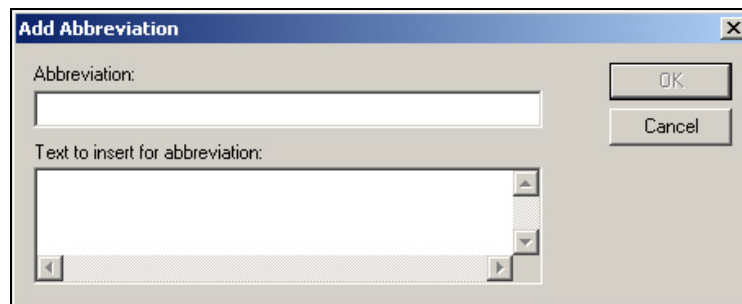 Add Abbreviation
Abbreviation:
OK
Cancel
Text to insert for abbreviation: